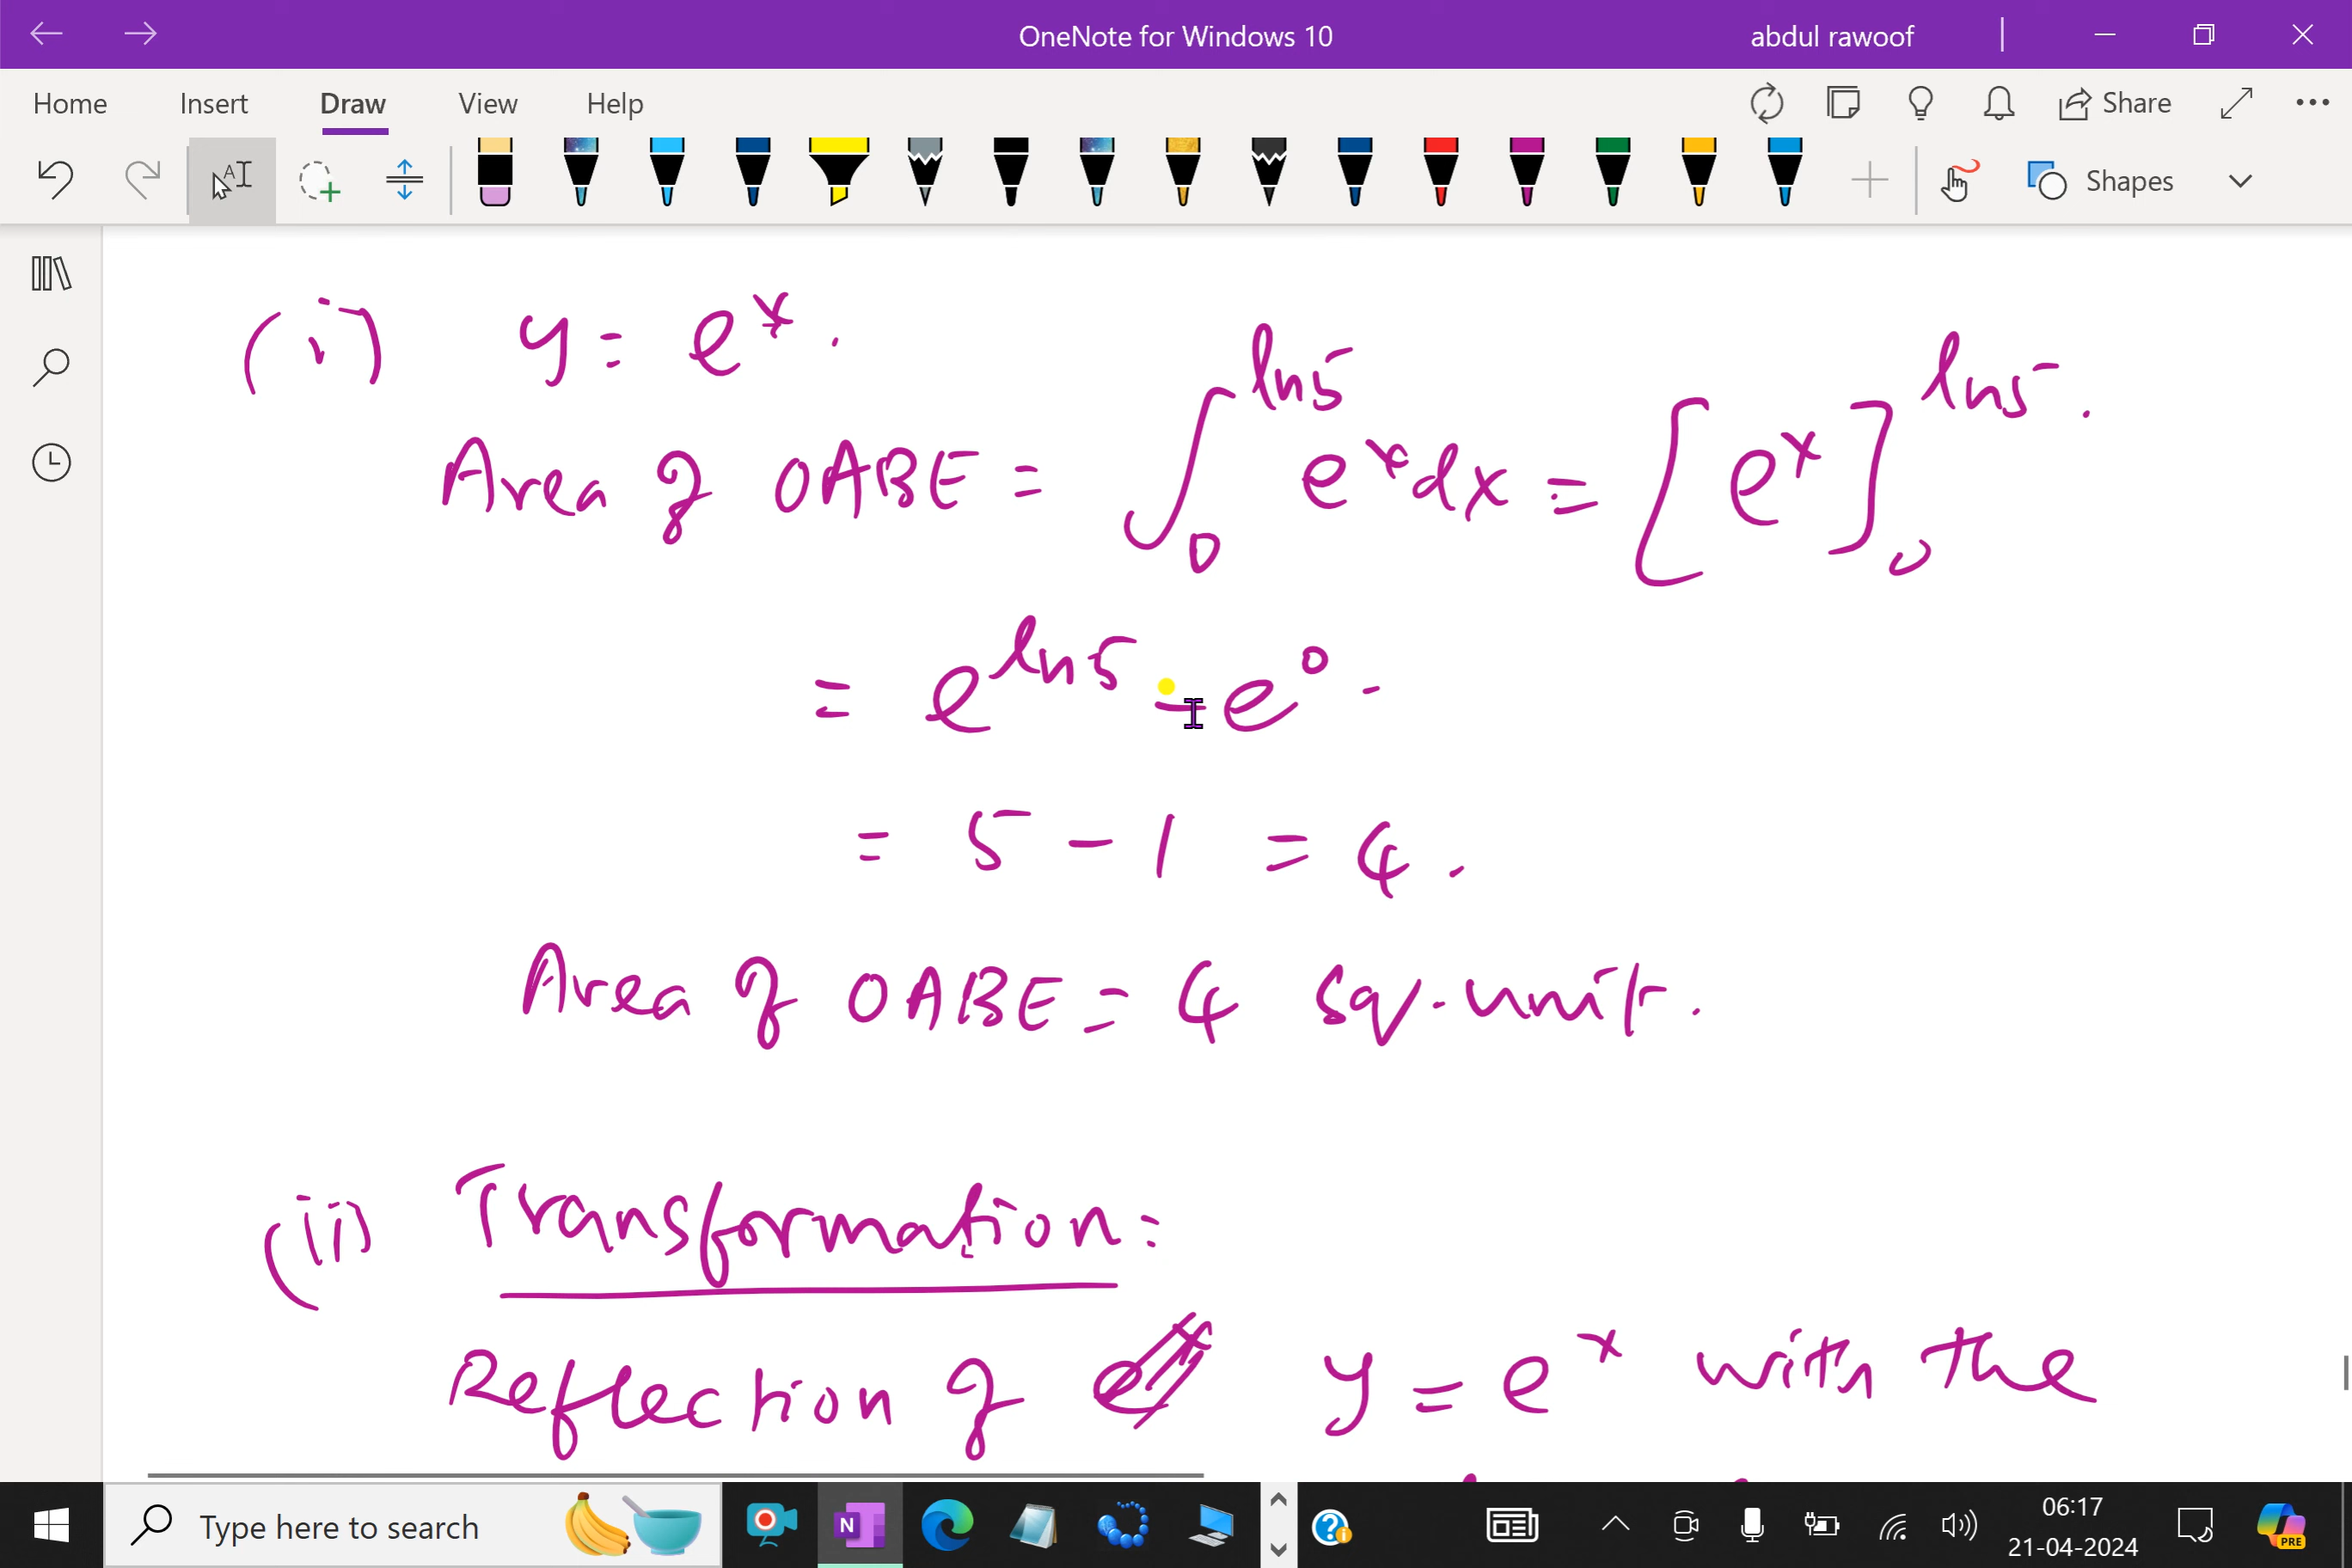 OneNote for Windows 10
abdul rawoof
Home Insert Draw View Help
Share
Shapes
(i) y = e^x.
Area of OABE = ∫_0^{ln5} e^x dx = [e^x]_0^{ln5}.
= e^{ln5} - e^0.
= 5 - 1 = 4.
Area of OABE = 4 sq.unit.
(ii) Transformation:
Reflection of y = e^x with the
Type here to search
06:17
21-04-2024
PRE